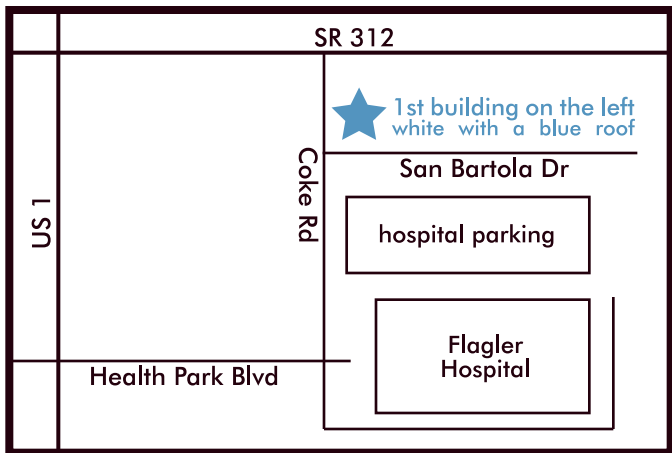 SR 312
1st building on the left
white with a blue roof
San Bartola Dr
Coke Rd
US 1
hospital parking
Flagler
Hospital
Health Park Blvd